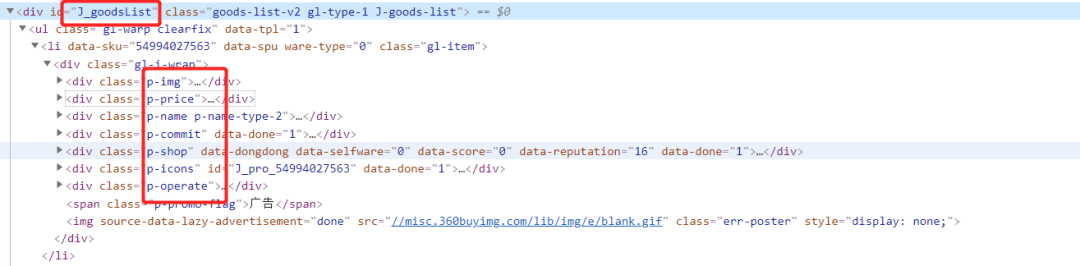 ▼<div id="J_goodsList" class="goods-list-v2 gl-type-1 J-goods-list"> == $0
▼<ul class="gl-warp clearfix" data-tpl="1">
▼<li data-sku="54994027563" data-spu ware-type="0" class="gl-item">
▼<div class="gl-i-wrap">
▶<div class="p-img">…</div>
▶<div class="p-price">…</div>
▶<div class="p-name p-name-type-2">…</div>
▶<div class="p-commit" data-done="1">…</div>
▶<div class="p-shop" data-dongdong data-selfware="0" data-score="0" data-reputation="16" data-done="1">…</div>
▶<div class="p-icons" id="J_pro_54994027563" data-done="1">…</div>
▶<div class="p-operate">…</div>
<span class="p-promo-flag">广告</span>
<img source-data-lazy-advertisement="done" src="//misc.360buyimg.com/lib/img/e/blank.gif" class="err-poster" style="display: none;">
</div>
</li>